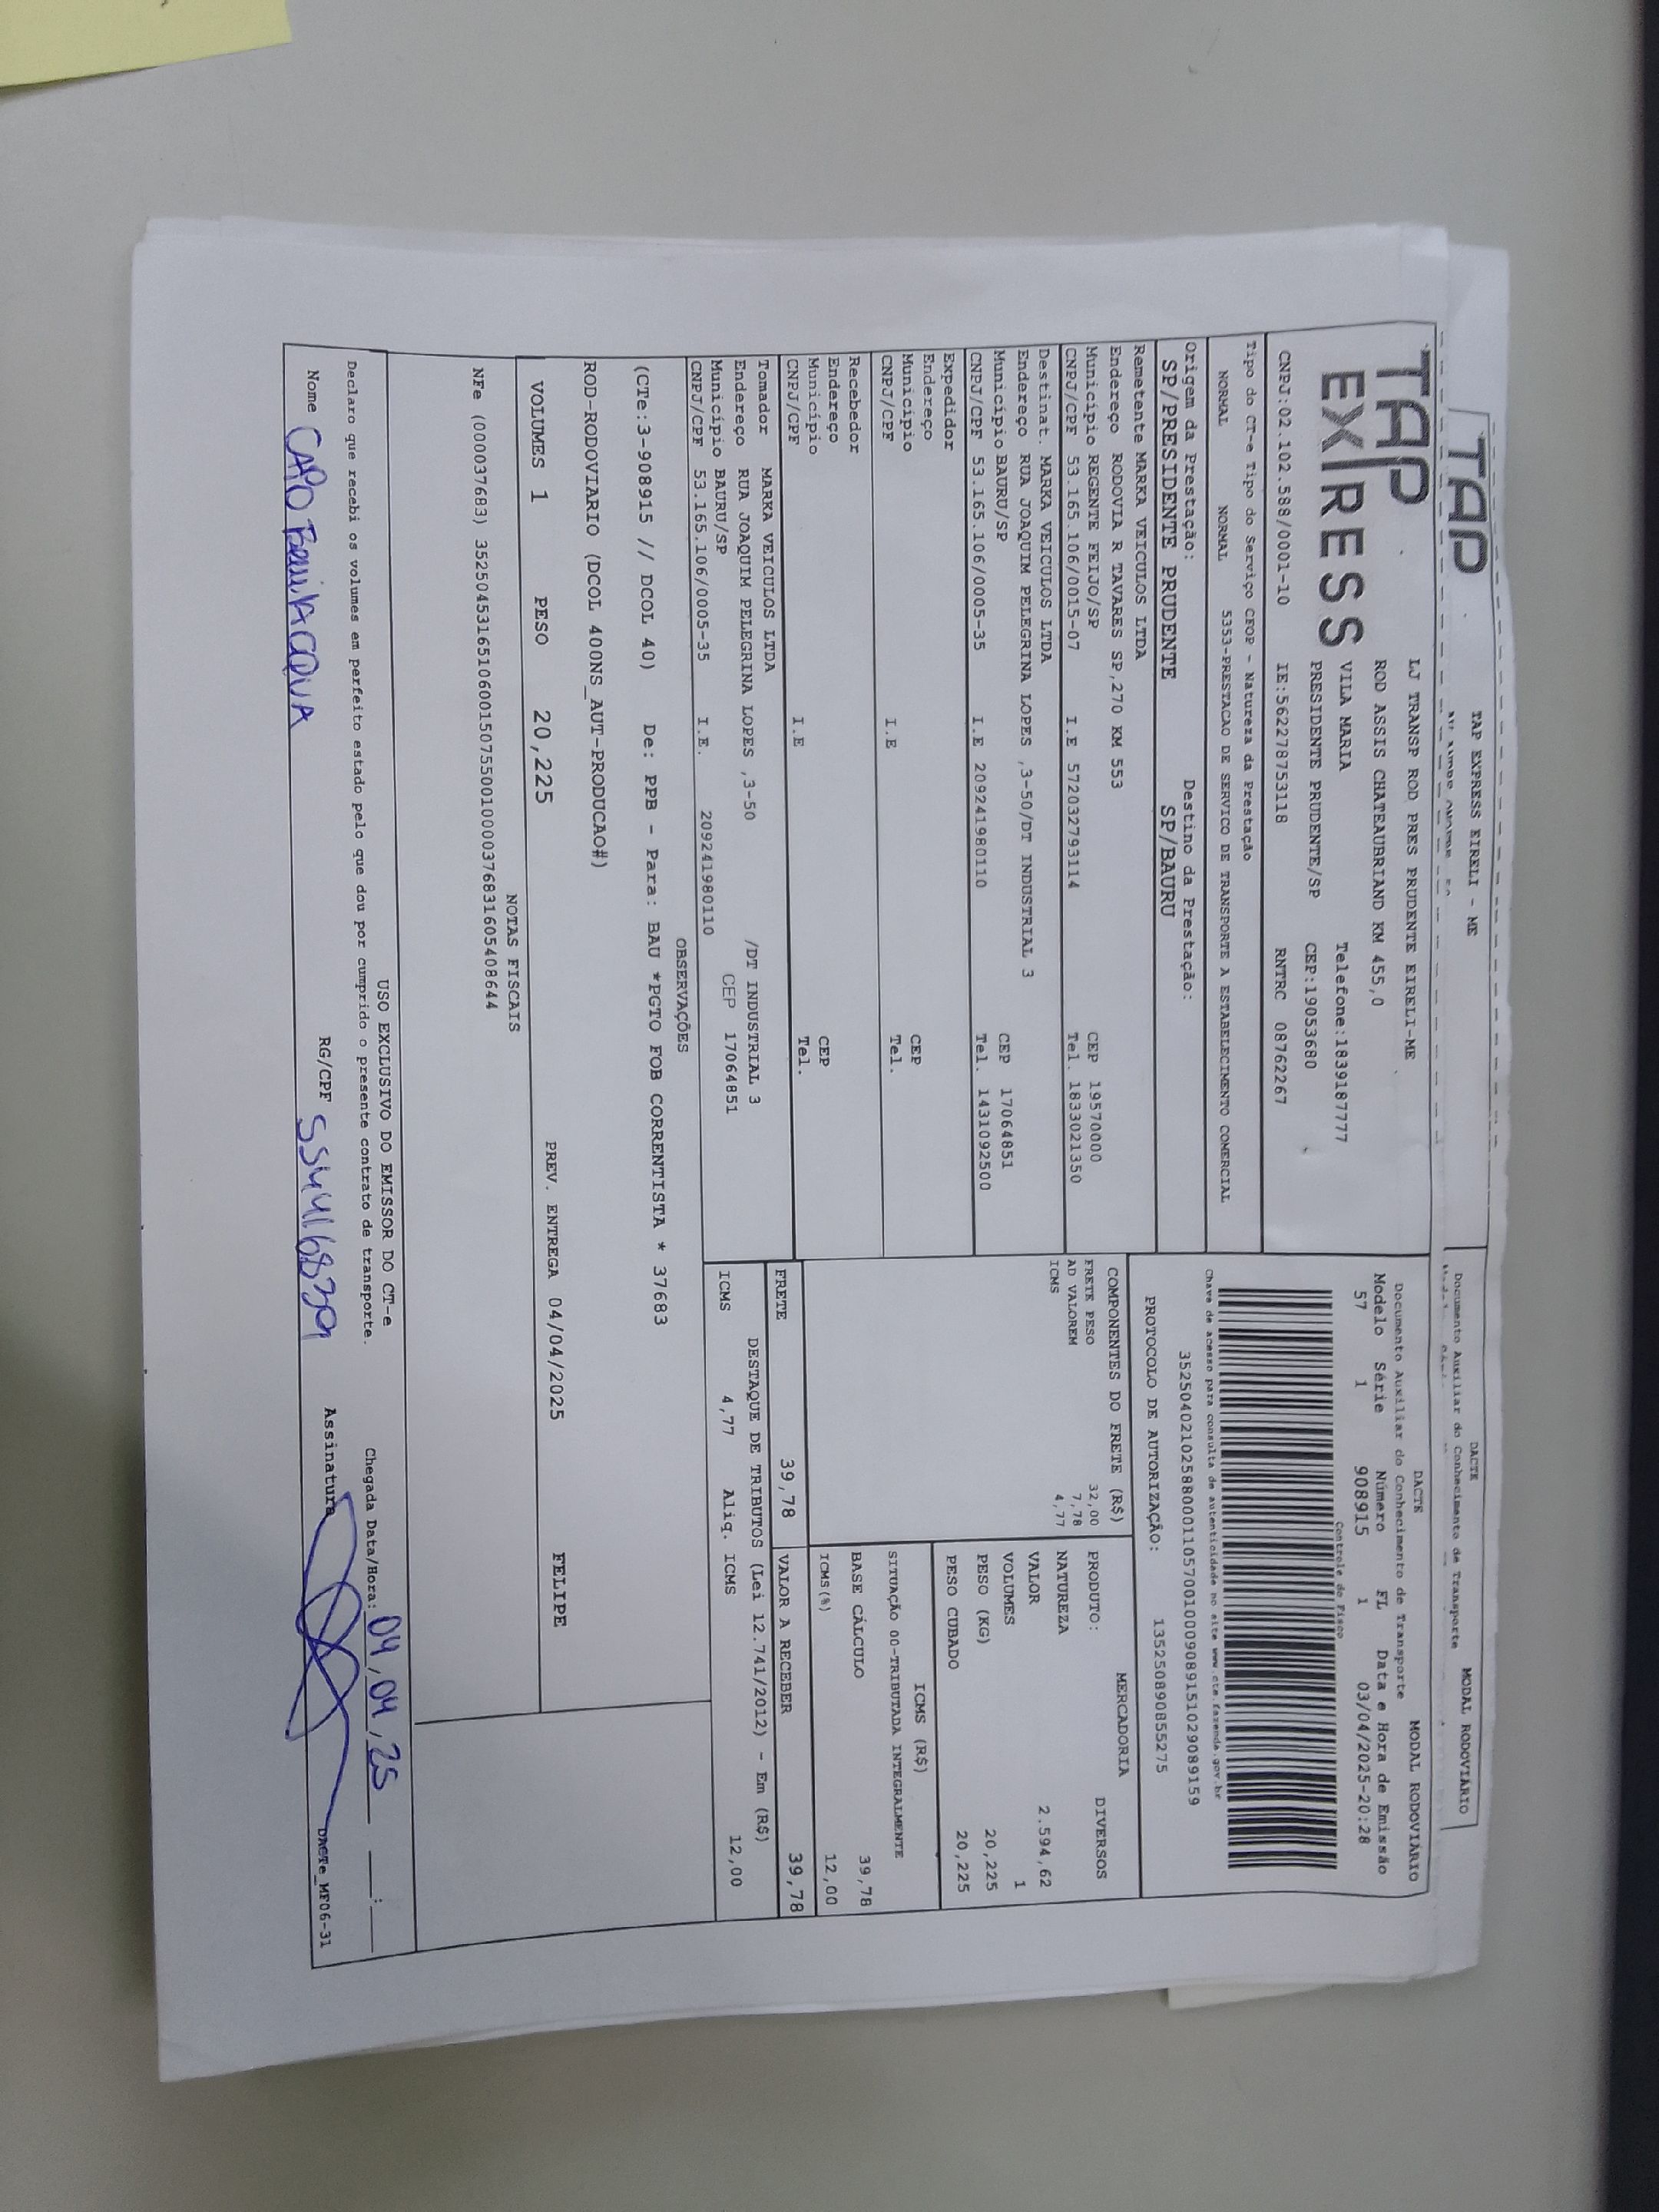 TAP
TAP EXPRESS EIRELI - ME
DACTE
MODAL RODOVIÁRIO
Documento Auxiliar do Conhecimento de Transporte
TAP
EXPRESS
LJ TRANSP ROD PRES PRUDENTE EIRELI-ME
ROD ASSIS CHATEAUBRIAND KM 455,0
VILA MARIA Telefone:1839187777
PRESIDENTE PRUDENTE/SP CEP:19053680
CNPJ:02.102.588/0001-10 IE:562278753118 RNTRC 08762267
DACTE MODAL RODOVIÁRIO
Documento Auxiliar do Conhecimento de Transporte
Modelo Série Número FL Data e Hora de Emissão
57 1 908915 1 03/04/2025-20:28
Controle do Fisco
Tipo do CT-e Tipo do Serviço CFOP - Natureza da Prestação
NORMAL NORMAL 5353-PRESTACAO DE SERVICO DE TRANSPORTE A ESTABELECIMENTO COMERCIAL
Chave de acesso para consulta de autenticidade no site www.cte.fazenda.gov.br
35250402102588000110570010009089151029089159
Origem da Prestação: Destino da Prestação:
SP/PRESIDENTE PRUDENTE SP/BAURU
PROTOCOLO DE AUTORIZAÇÃO: 135250890855275
Remetente MARKA VEICULOS LTDA
Endereço RODOVIA R TAVARES SP,270 KM 553
Município REGENTE FEIJO/SP CEP 19570000
CNPJ/CPF 53.165.106/0015-07 I.E 572032793114 Tel. 1833021350
Destinat. MARKA VEICULOS LTDA
Endereço RUA JOAQUIM PELEGRINA LOPES ,3-50/DT INDUSTRIAL 3
Município BAURU/SP CEP 17064851
CNPJ/CPF 53.165.106/0005-35 I.E 209241980110 Tel. 1431092500
Expedidor
Endereço
Município CEP
CNPJ/CPF I.E Tel.
Recebedor
Endereço
Município CEP
CNPJ/CPF I.E Tel.
COMPONENTES DO FRETE (R$)
FRETE PESO 32,00
AD VALOREM 7,78
ICMS 4,77
MERCADORIA
PRODUTO: DIVERSOS
NATUREZA
VALOR 2.594,62
VOLUMES 1
PESO (KG) 20,225
PESO CUBADO 20,225
ICMS (R$)
SITUAÇÃO 00-TRIBUTADA INTEGRALMENTE
BASE CÁLCULO 39,78
ICMS(%) 12,00
Tomador MARKA VEICULOS LTDA
Endereço RUA JOAQUIM PELEGRINA LOPES ,3-50 /DT INDUSTRIAL 3
Município BAURU/SP CEP 17064851
CNPJ/CPF 53.165.106/0005-35 I.E. 209241980110
FRETE 39,78 VALOR A RECEBER 39,78
DESTAQUE DE TRIBUTOS (Lei 12.741/2012) - Em (R$)
ICMS 4,77 Aliq. ICMS 12,00
OBSERVAÇÕES
(CTe:3-908915 // DCOL 40) De: PPB - Para: BAU *PGTO FOB CORRENTISTA * 37683
ROD-RODOVIARIO (DCOL 400NS_AUT-PRODUCAO#)
VOLUMES 1 PESO 20,225 PREV. ENTREGA 04/04/2025 FELIPE
NOTAS FISCAIS
NFe (000037683) 35250453165106001507550010000376831605408644
USO EXCLUSIVO DO EMISSOR DO CT-e
Declaro que recebi os volumes em perfeito estado pelo que dou por cumprido o presente contrato de transporte. Chegada Data/Hora: 04,04,25 :
Nome RG/CPF 5544168839 Assinatura DACTe_MF06-31